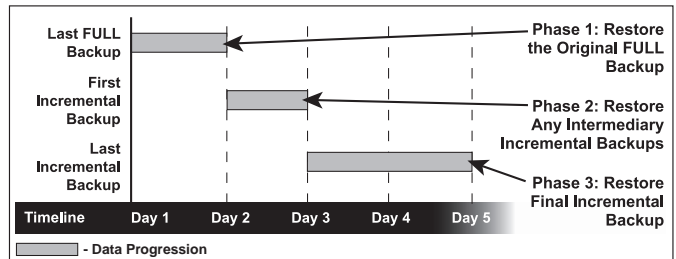 Last FULL
Backup
Phase 1: Restore
the Original FULL
Backup
First
Incremental
Backup
Phase 2: Restore
Any Intermediary
Incremental Backups
Last
Incremental
Backup
Phase 3: Restore
Final Incremental
Backup
Timeline Day 1 Day 2 Day 3 Day 4 Day 5
- Data Progression